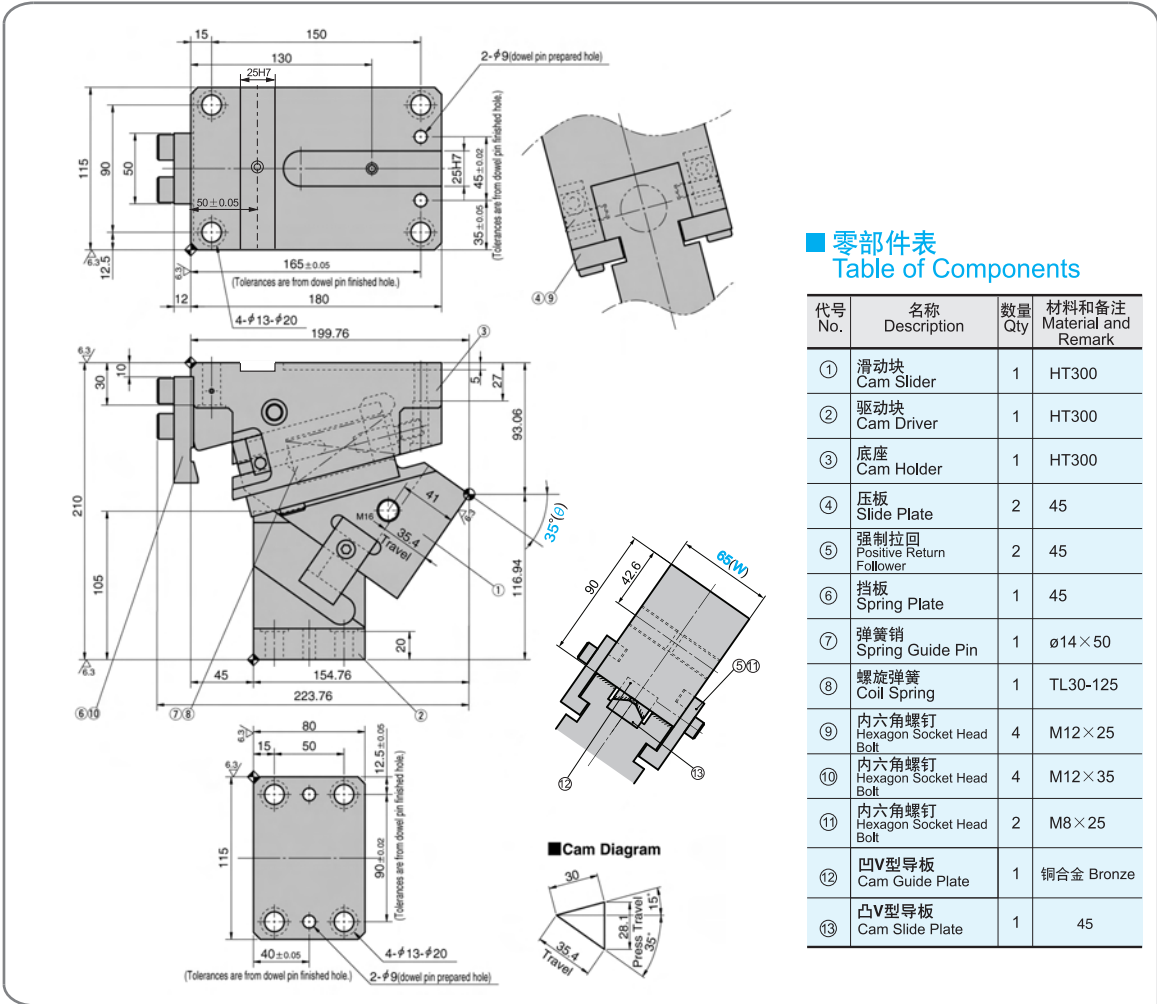 15
150
130
25H7
2-φ9(dowel pin prepared hole)
115
90
50
50±0.05
25H7
45±0.02
35±0.05
(Tolerances are from dowel pin finished hole.)
6.3
12.5
6.3
165±0.05
(Tolerances are from dowel pin finished hole.)
12
180
4-φ13-φ20
④⑨
199.76
③
6.3
10
30
5
27
93.06
210
105
M16
41
35.4
Travel
6.3
35°(θ)
①
116.94
20
6.3
45
154.76
223.76
⑥⑩
⑦⑧
②
90
42.6
65(W)
⑤⑪
⑫
⑬
80
6.3
15
50
12.5±0.05
6.3
115
90±0.02
(Tolerances are from dowel pin finished hole.)
40±0.05
4-φ13-φ20
(Tolerances are from dowel pin finished hole.)
2-φ9(dowel pin prepared hole)
■Cam Diagram
30
15°
28.1
Press Travel
35°
35.4
Travel
■ 零部件表
Table of Components
代号 名称 数量 材料和备注
No. Description Qty Material and
Remark
① 滑动块 1 HT300
Cam Slider
② 驱动块 1 HT300
Cam Driver
③ 底座 1 HT300
Cam Holder
④ 压板 2 45
Slide Plate
⑤ 强制拉回 2 45
Positive Return
Follower
⑥ 挡板 1 45
Spring Plate
⑦ 弹簧销 1 ø14×50
Spring Guide Pin
⑧ 螺旋弹簧 1 TL30-125
Coil Spring
⑨ 内六角螺钉 4 M12×25
Hexagon Socket Head
Bolt
⑩ 内六角螺钉 4 M12×35
Hexagon Socket Head
Bolt
⑪ 内六角螺钉 2 M8×25
Hexagon Socket Head
Bolt
⑫ 凹V型导板 1 铜合金 Bronze
Cam Guide Plate
⑬ 凸V型导板 1 45
Cam Slide Plate